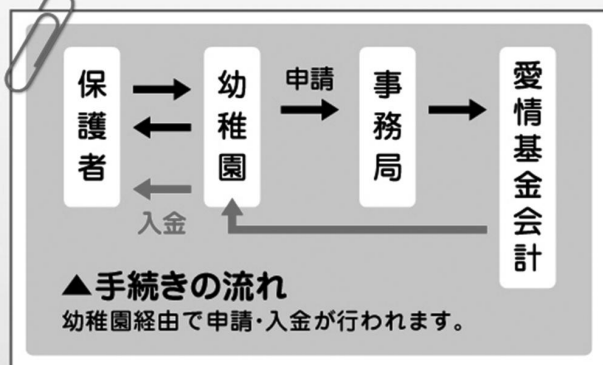 保護者
幼稚園
申請
事務局
愛情基金会計
入金
▲手続きの流れ
幼稚園経由で申請・入金が行われます。